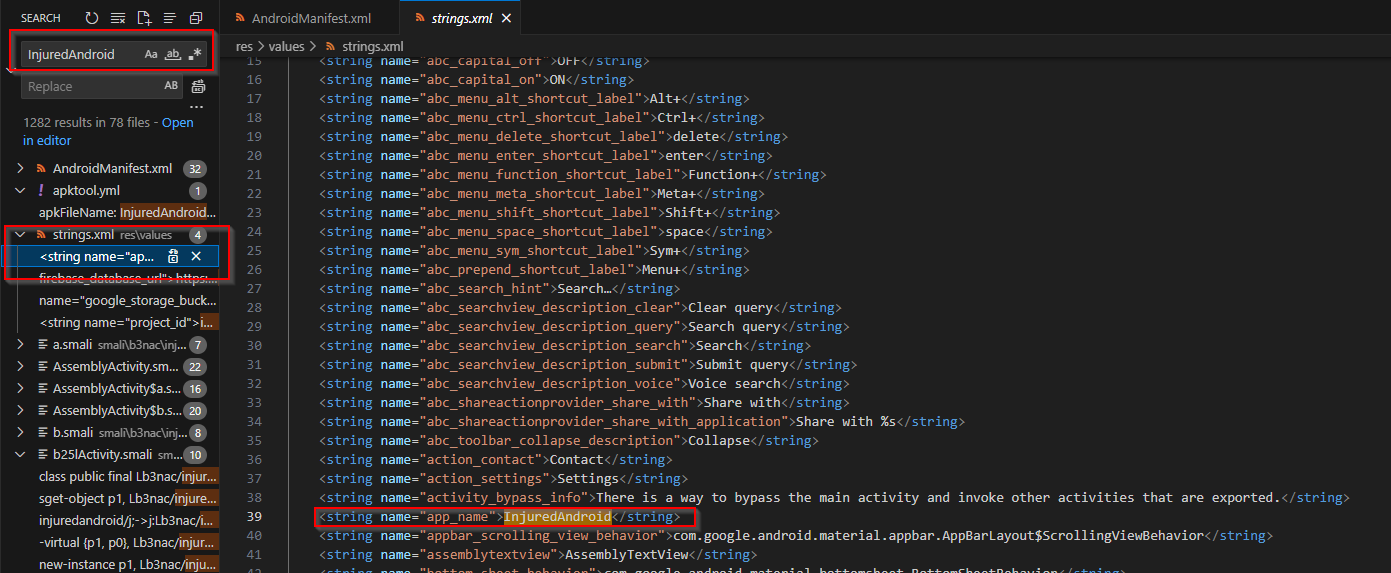 SEARCH
InjuredAndroid Aa ab
Replace AB
1282 results in 78 files - Open
in editor
AndroidManifest.xml 32
! apktool.yml 1
apkFileName: InjuredAndroid...
strings.xml res\values 4
<string name="ap...
firebase_database_url">https:...
name="google_storage_buck...
<string name="project_id">i...
a.smali smali\b3nac\inj... 7
AssemblyActivity.sm... 22
AssemblyActivity$a.s... 16
AssemblyActivity$b.s... 20
b.smali smali\b3nac\inj... 8
b25lActivity.smali sm... 10
class public final Lb3nac/injur...
sget-object p1, Lb3nac/injure...
injuredandroid/j;->j:Lb3nac/i...
-virtual {p1, p0}, Lb3nac/inju...
new-instance p1, Lb3nac/inju...
AndroidManifest.xml strings.xml
res > values > strings.xml
15 <string name="abc_capital_off">OFF</string>
16 <string name="abc_capital_on">ON</string>
17 <string name="abc_menu_alt_shortcut_label">Alt+</string>
18 <string name="abc_menu_ctrl_shortcut_label">Ctrl+</string>
19 <string name="abc_menu_delete_shortcut_label">delete</string>
20 <string name="abc_menu_enter_shortcut_label">enter</string>
21 <string name="abc_menu_function_shortcut_label">Function+</string>
22 <string name="abc_menu_meta_shortcut_label">Meta+</string>
23 <string name="abc_menu_shift_shortcut_label">Shift+</string>
24 <string name="abc_menu_space_shortcut_label">space</string>
25 <string name="abc_menu_sym_shortcut_label">Sym+</string>
26 <string name="abc_prepend_shortcut_label">Menu+</string>
27 <string name="abc_search_hint">Search…</string>
28 <string name="abc_searchview_description_clear">Clear query</string>
29 <string name="abc_searchview_description_query">Search query</string>
30 <string name="abc_searchview_description_search">Search</string>
31 <string name="abc_searchview_description_submit">Submit query</string>
32 <string name="abc_searchview_description_voice">Voice search</string>
33 <string name="abc_shareactionprovider_share_with">Share with</string>
34 <string name="abc_shareactionprovider_share_with_application">Share with %s</string>
35 <string name="abc_toolbar_collapse_description">Collapse</string>
36 <string name="action_contact">Contact</string>
37 <string name="action_settings">Settings</string>
38 <string name="activity_bypass_info">There is a way to bypass the main activity and invoke other activities that are exported.</string>
39 <string name="app_name">InjuredAndroid</string>
40 <string name="appbar_scrolling_view_behavior">com.google.android.material.appbar.AppBarLayout$ScrollingViewBehavior</string>
41 <string name="assemblytextview">AssemblyTextView</string>
42 <string name="bottom_sheet_behavior">com.google.android.material.bottomsheet.BottomSheetBehavior</string>